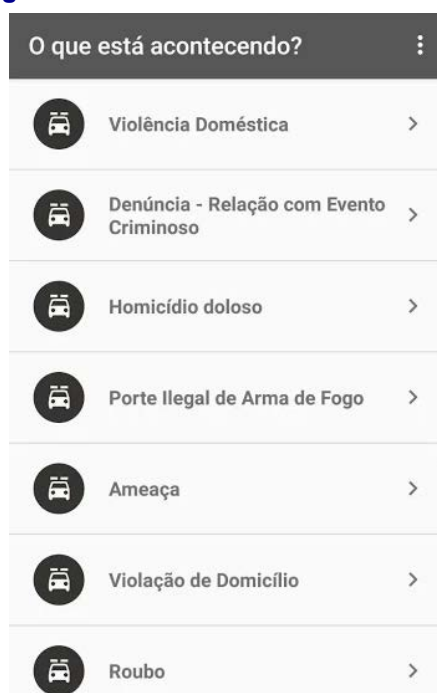 O que está acontecendo?
Violência Doméstica
Denúncia - Relação com Evento
Criminoso
Homicídio doloso
Porte Ilegal de Arma de Fogo
Ameaça
Violação de Domicílio
Roubo